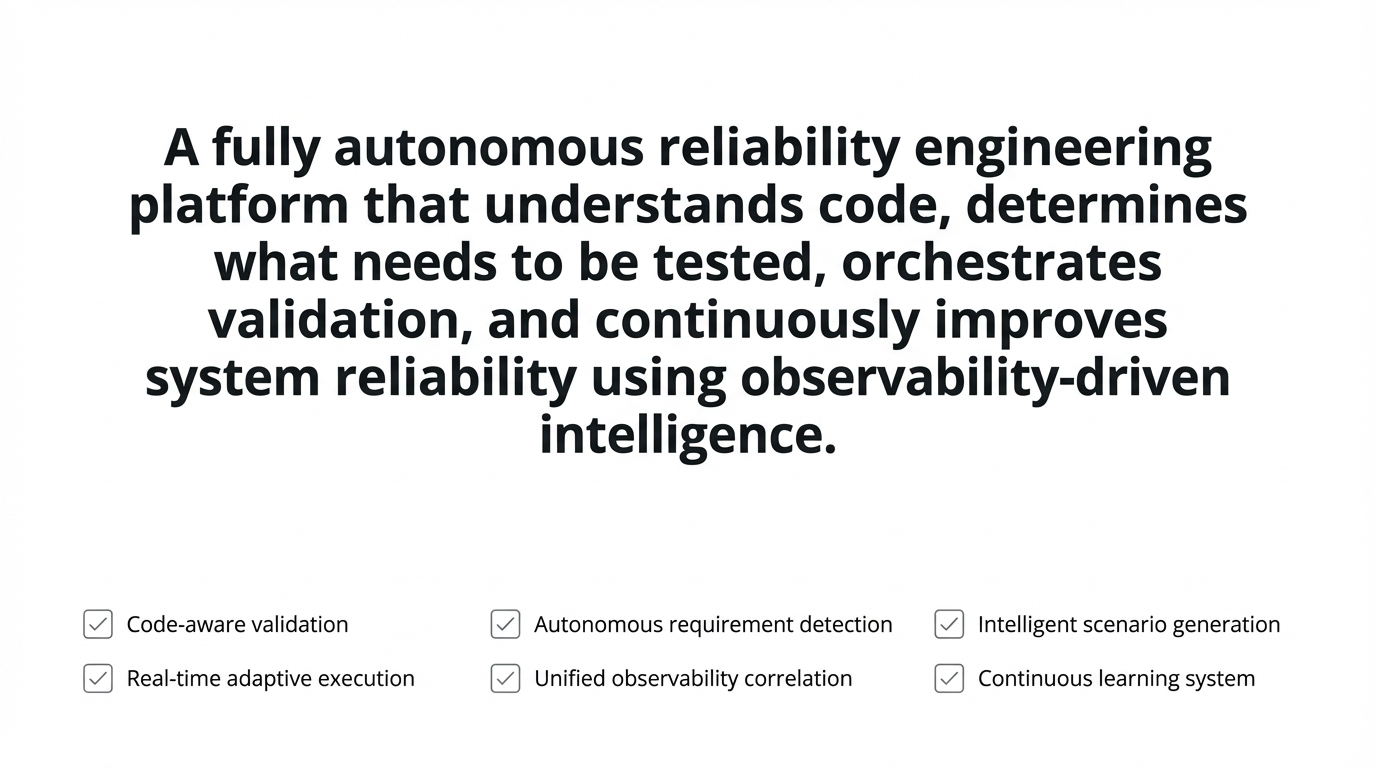 A fully autonomous reliability engineering
platform that understands code, determines
what needs to be tested, orchestrates
validation, and continuously improves
system reliability using observability-driven
intelligence.
Code-aware validation
Autonomous requirement detection
Intelligent scenario generation
Real-time adaptive execution
Unified observability correlation
Continuous learning system